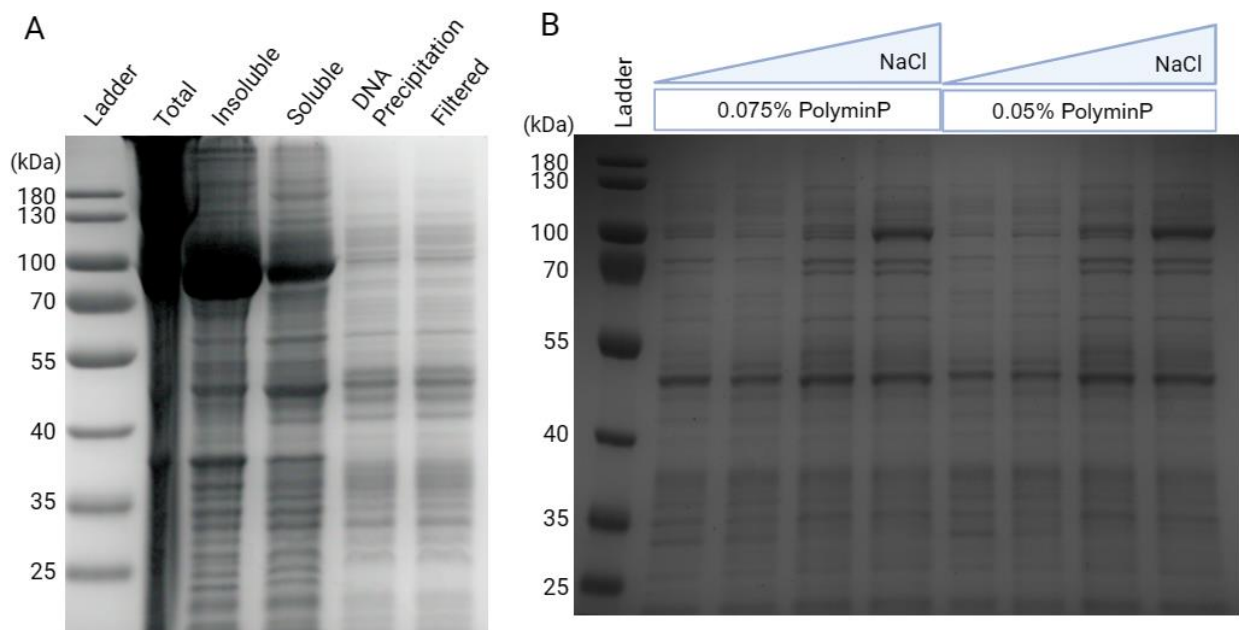 A
Ladder
Total
Insoluble
Soluble
DNA
Precipitation
Filtered
(kDa)
180
130
100
70
55
40
35
25
B
Ladder
NaCl
NaCl
0.075% PolyminP
0.05% PolyminP
(kDa)
180
130
100
70
55
40
35
25